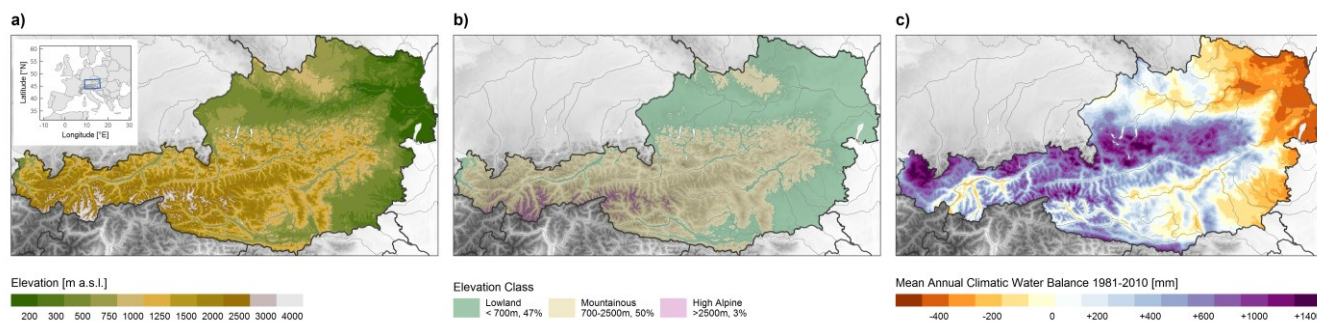 a)
60
55
50
45
40
35
Latitude [°N]
-10 0 10 20 30
Longitude [°E]
Elevation [m a.s.l.]
200 300 500 750 1000 1250 1500 2000 2500 3000 4000
b)
Elevation Class
Lowland
< 700m, 47%
Mountainous
700-2500m, 50%
High Alpine
>2500m, 3%
c)
Mean Annual Climatic Water Balance 1981-2010 [mm]
-400 -200 0 +200 +600 +1000 +140